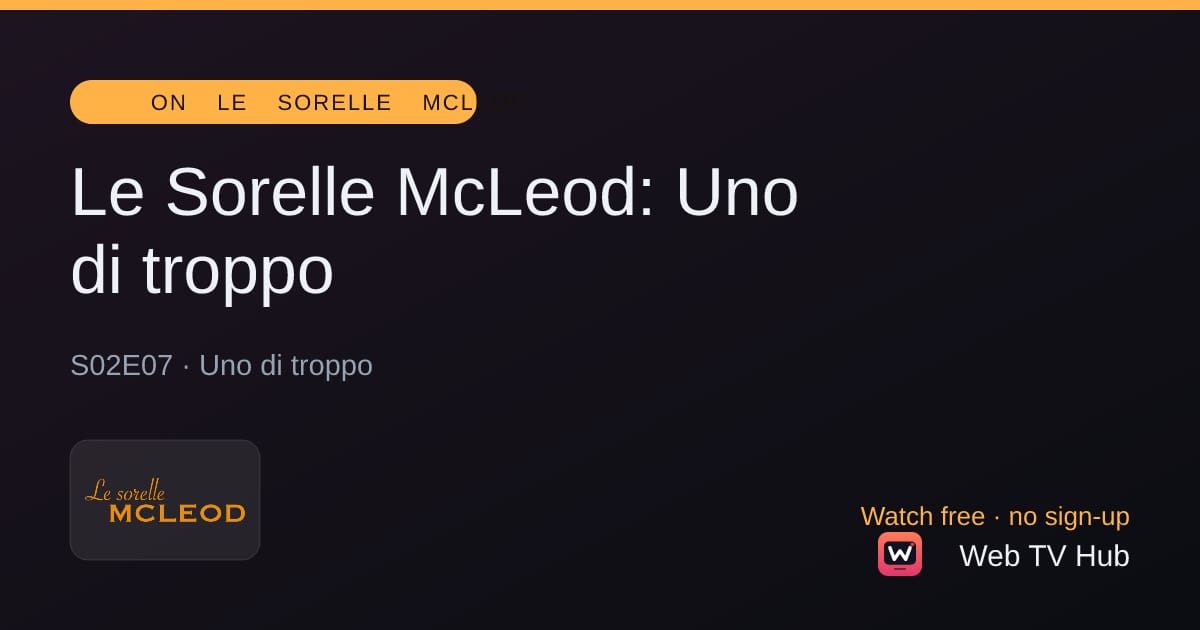 ON LE SORELLE MCLEOD
Le Sorelle McLeod: Uno
di troppo
S02E07 · Uno di troppo
Le sorelle
MCLEOD
Watch free · no sign-up
W
Web TV Hub